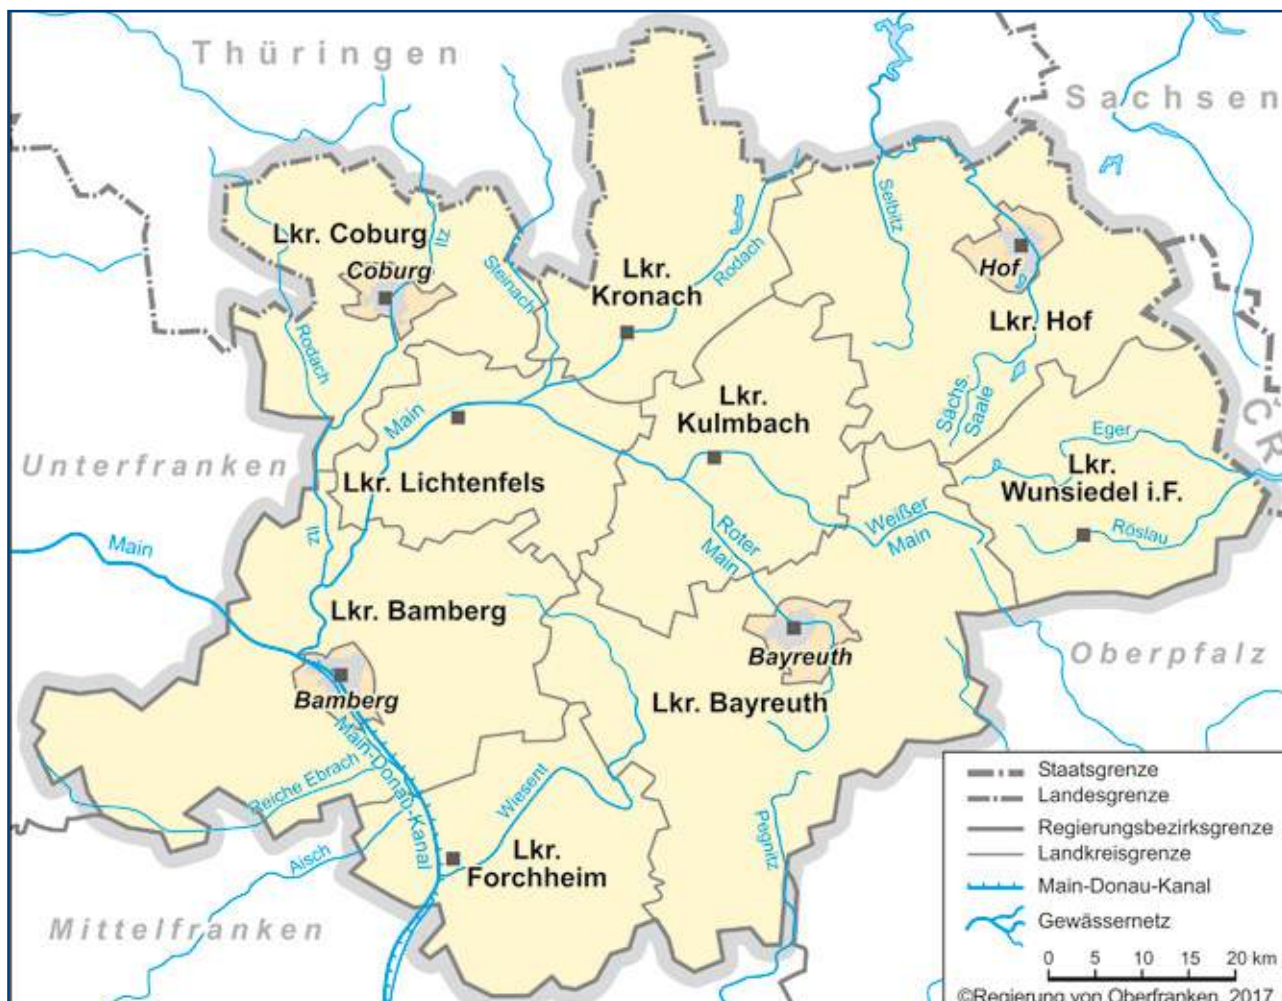 Thüringen
Sachsen
Lkr. Coburg
Coburg
Itz
Steinach
Rodach
Lkr.
Kronach
Rodach
Selbitz
Hof
Lkr. Hof
Sächs.
Saale
ČR
Unterfranken
Main
Lkr. Lichtenfels
Lkr.
Kulmbach
Eger
Lkr.
Wunsiedel i.F.
Röslau
Main
Itz
Roter
Main
Weißer
Main
Lkr. Bamberg
Bamberg
Bayreuth
Lkr. Bayreuth
Oberpfalz
Main-Donau-Kanal
Reiche Ebrach
Aisch
Wiesent
Lkr.
Forchheim
Pegnitz
Mittelfranken
Staatsgrenze
Landesgrenze
Regierungsbezirksgrenze
Landkreisgrenze
Main-Donau-Kanal
Gewässernetz
0 5 10 15 20 km
©Regierung von Oberfranken, 2017